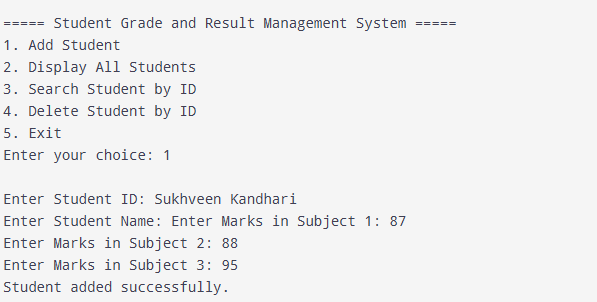 ===== Student Grade and Result Management System =====
1. Add Student
2. Display All Students
3. Search Student by ID
4. Delete Student by ID
5. Exit
Enter your choice: 1
Enter Student ID: Sukhveen Kandhari
Enter Student Name: Enter Marks in Subject 1: 87
Enter Marks in Subject 2: 88
Enter Marks in Subject 3: 95
Student added successfully.